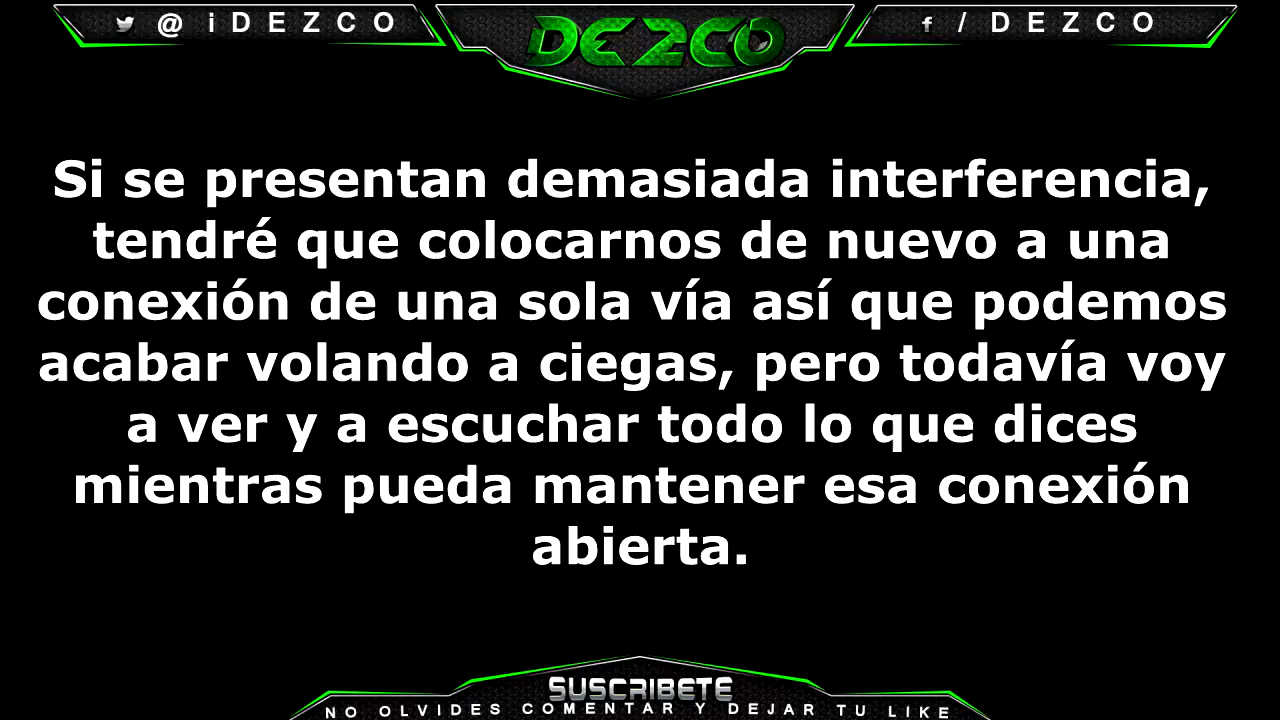 @iDEZCO
DEZCO
f / DEZCO
Si se presentan demasiada interferencia,
tendré que colocarnos de nuevo a una
conexión de una sola vía así que podemos
acabar volando a ciegas, pero todavía voy
a ver y a escuchar todo lo que dices
mientras pueda mantener esa conexión
abierta.
SUSCRIBETE
NO OLVIDES COMENTAR Y DEJAR TU LIKE